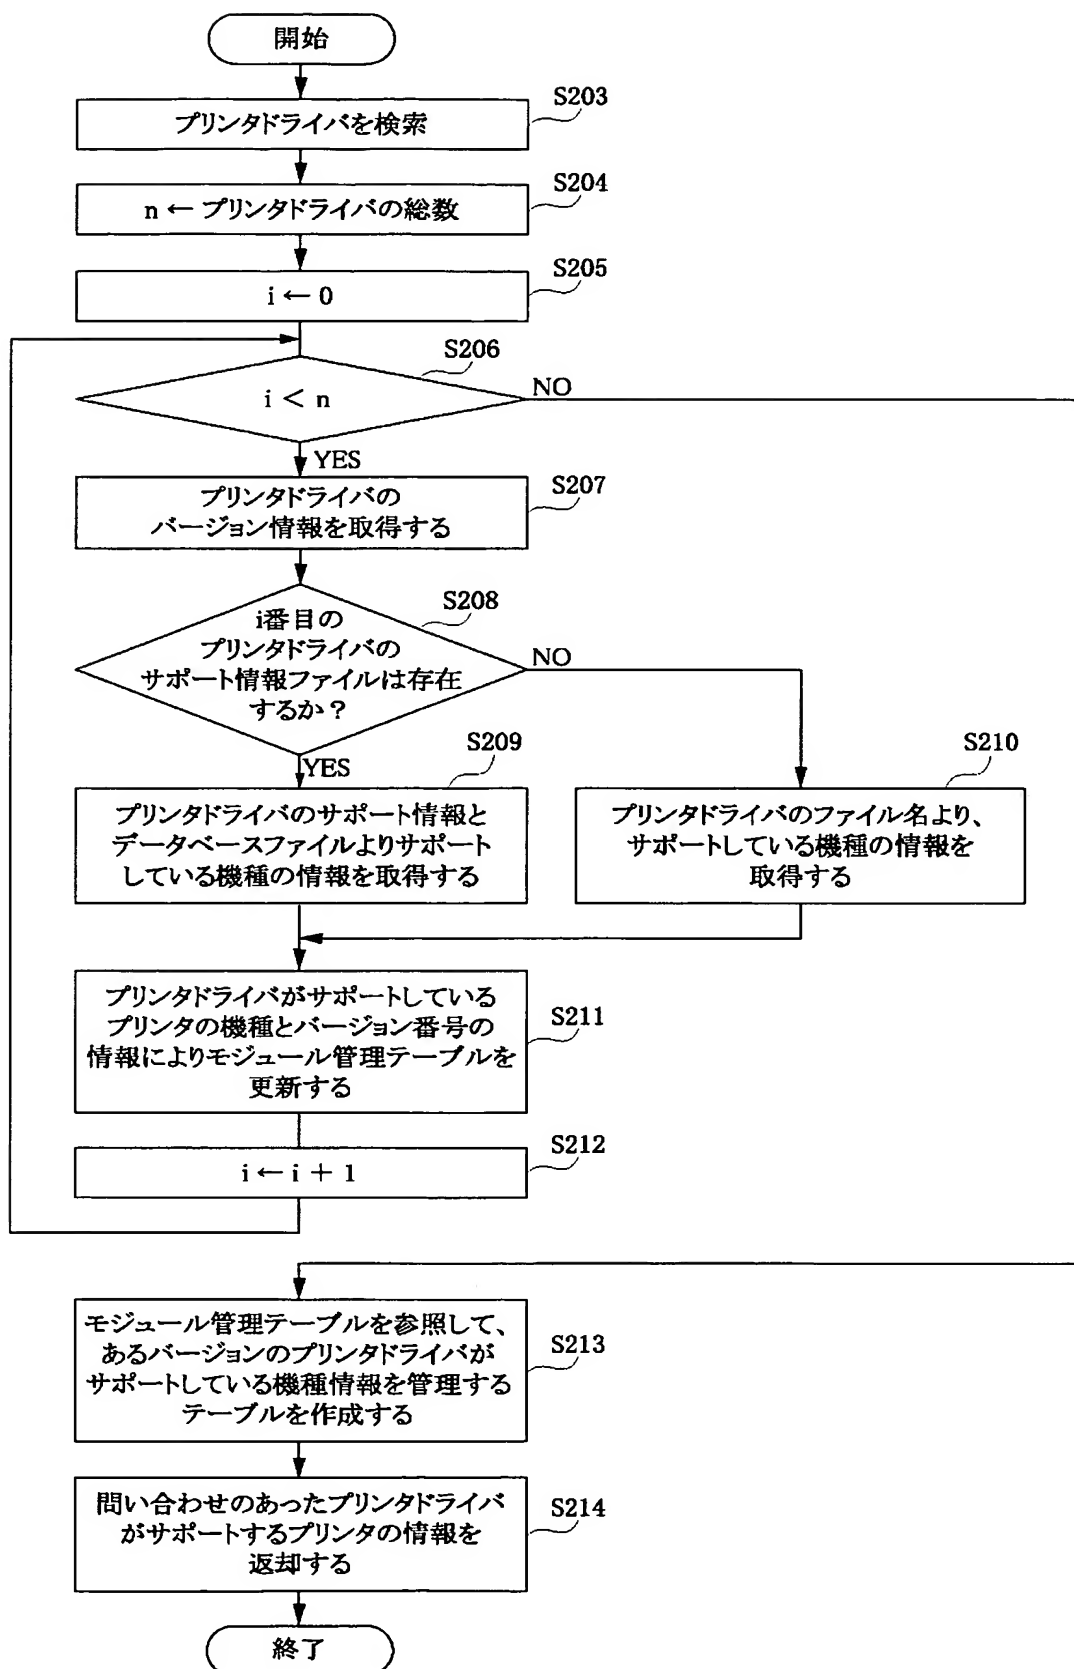 開始
S203
プリンタドライバを検索
S204
n ← プリンタドライバの総数
S205
i ← 0
S206
i < n
NO
YES
S207
プリンタドライバの
バージョン情報を取得する
S208
i番目の
プリンタドライバの
サポート情報ファイルは存在
するか？
NO
YES
S209
プリンタドライバのサポート情報と
データベースファイルよりサポート
している機種の情報を取得する
S210
プリンタドライバのファイル名より、
サポートしている機種の情報を
取得する
S211
プリンタドライバがサポートしている
プリンタの機種とバージョン番号の
情報によりモジュール管理テーブルを
更新する
S212
i ← i + 1
S213
モジュール管理テーブルを参照して、
あるバージョンのプリンタドライバが
サポートしている機種情報を管理する
テーブルを作成する
S214
問い合わせのあったプリンタドライバ
がサポートするプリンタの情報を
返却する
終了